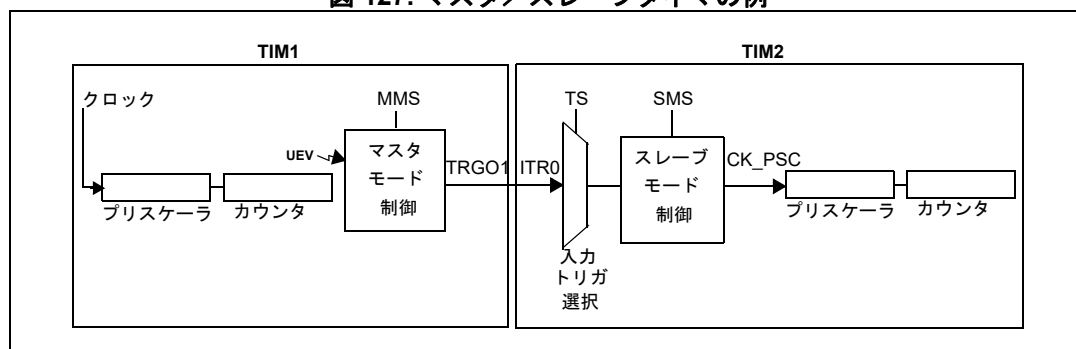 図 127. マスタ/スレーブタイマの例
TIM1
TIM2
クロック
MMS
TS
SMS
UEV
マスタ
モード
制御
TRGO1
ITR0
スレーブ
モード
制御
CK_PSC
プリスケーラ
カウンタ
プリスケーラ
カウンタ
入力
トリガ
選択